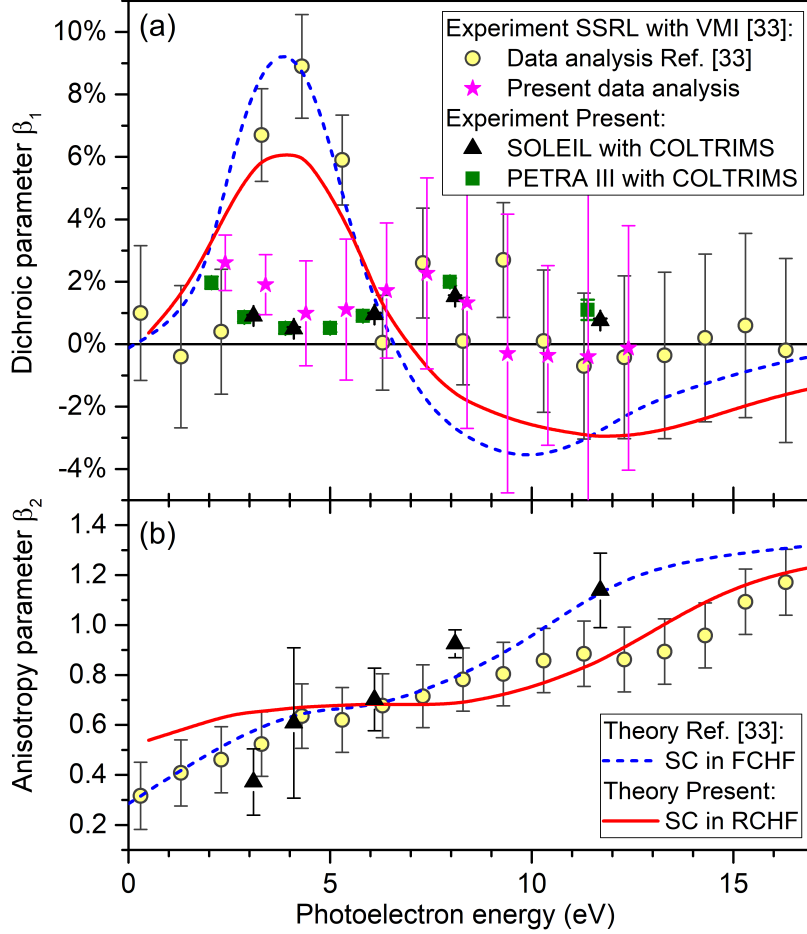 (a)
Experiment SSRL with VMI [33]:
Data analysis Ref. [33]
Present data analysis
Experiment Present:
SOLEIL with COLTRIMS
PETRA III with COLTRIMS
10%
8%
6%
4%
2%
0%
-2%
-4%
Dichroic parameter β₁
(b)
1.4
1.2
1.0
0.8
0.6
0.4
0.2
Anisotropy parameter β₂
Theory Ref. [33]:
SC in FCHF
Theory Present:
SC in RCHF
0 5 10 15
Photoelectron energy (eV)